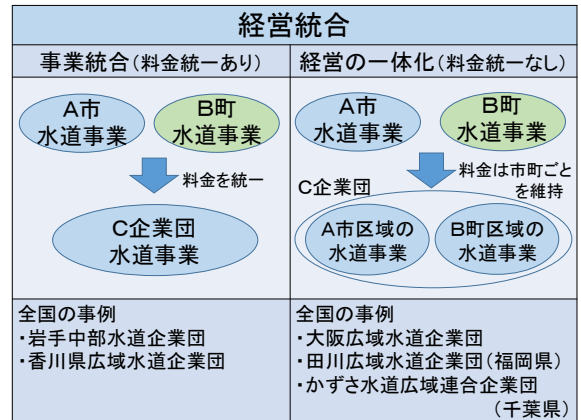 経営統合
事業統合(料金統一あり)
A市
水道事業
B町
水道事業
料金を統一
C企業団
水道事業
全国の事例
・岩手中部水道企業団
・香川県広域水道企業団
経営の一体化(料金統一なし)
A市
水道事業
B町
水道事業
料金は市町ごと
を維持
C企業団
A市区域の
水道事業
B町区域の
水道事業
全国の事例
・大阪広域水道企業団
・田川広域水道企業団(福岡県)
・かずさ水道広域連合企業団
(千葉県)